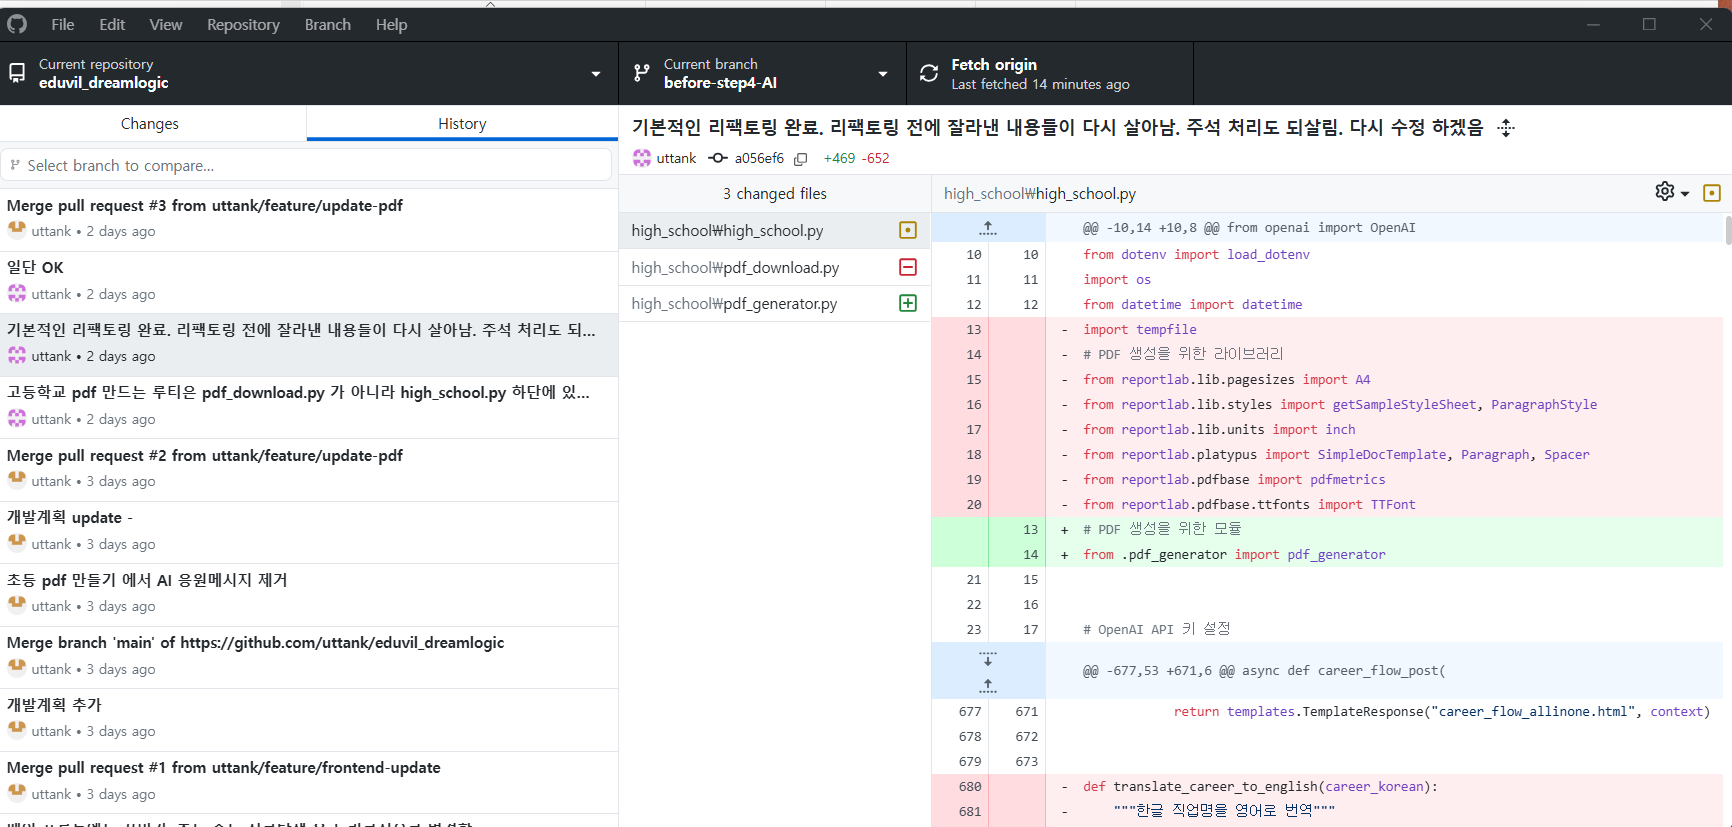 File Edit View Repository Branch Help
Current repository
eduvil_dreamlogic
Current branch
before-step4-AI
Fetch origin
Last fetched 14 minutes ago
Changes
History
Select branch to compare...
Merge pull request #3 from uttank/feature/update-pdf
uttank • 2 days ago
일단 OK
uttank • 2 days ago
기본적인 리팩토링 완료. 리팩토링 전에 잘라낸 내용들이 다시 살아남. 주석 처리도 되...
uttank • 2 days ago
고등학교 pdf 만드는 루티은 pdf_download.py 가 아니라 high_school.py 하단에 있...
uttank • 2 days ago
Merge pull request #2 from uttank/feature/update-pdf
uttank • 3 days ago
개발계획 update -
uttank • 3 days ago
초등 pdf 만들기 에서 AI 응원메시지 제거
uttank • 3 days ago
Merge branch 'main' of https://github.com/uttank/eduvil_dreamlogic
uttank • 3 days ago
개발계획 추가
uttank • 3 days ago
Merge pull request #1 from uttank/feature/frontend-update
uttank • 3 days ago
기본적인 리팩토링 완료. 리팩토링 전에 잘라낸 내용들이 다시 살아남. 주석 처리도 되살림. 다시 수정 하겠음
uttank a056ef6 +469 -652
3 changed files
high_school₩high_school.py
high_school₩pdf_download.py
high_school₩pdf_generator.py
high_school₩high_school.py
@@ -10,14 +10,8 @@ from openai import OpenAI
10 10 from dotenv import load_dotenv
11 11 import os
12 12 from datetime import datetime
13 - import tempfile
14 - # PDF 생성을 위한 라이브러리
15 - from reportlab.lib.pagesizes import A4
16 - from reportlab.lib.styles import getSampleStyleSheet, ParagraphStyle
17 - from reportlab.lib.units import inch
18 - from reportlab.platypus import SimpleDocTemplate, Paragraph, Spacer
19 - from reportlab.pdfbase import pdfmetrics
20 - from reportlab.pdfbase.ttfonts import TTFont
13 + # PDF 생성을 위한 모듈
14 + from .pdf_generator import pdf_generator
21 15
22 16
23 17 # OpenAI API 키 설정
@@ -677,53 +671,6 @@ async def career_flow_post(
677 671 return templates.TemplateResponse("career_flow_allinone.html", context)
678 672
679 673
680 - def translate_career_to_english(career_korean):
681 - """한글 직업명을 영어로 번역"""